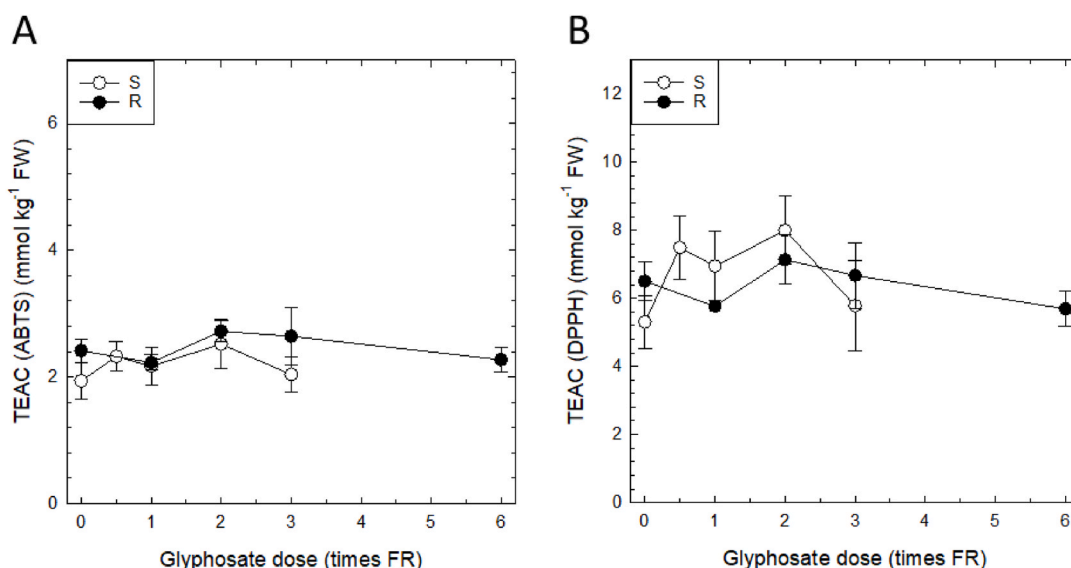 A
TEAC (ABTS) (mmol kg⁻¹ FW)
S
R
6
4
2
0
0 1 2 3 4 5 6
Glyphosate dose (times FR)
B
TEAC (DPPH) (mmol kg⁻¹ FW)
S
R
12
10
8
6
4
2
0
0 1 2 3 4 5 6
Glyphosate dose (times FR)